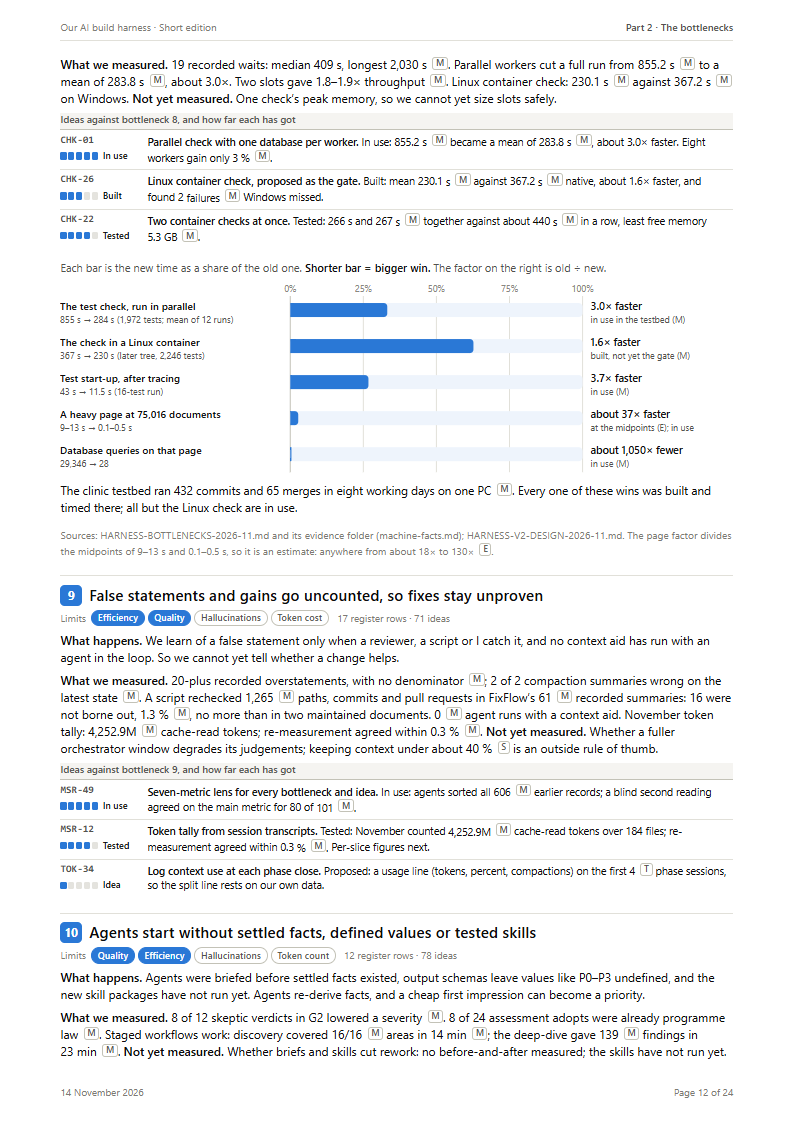 Our AI build harness · Short edition
Part 2 · The bottlenecks
What we measured. 19 recorded waits: median 409 s, longest 2,030 s M. Parallel workers cut a full run from 855.2 s M to a
mean of 283.8 s M, about 3.0×. Two slots gave 1.8–1.9× throughput M. Linux container check: 230.1 s M against 367.2 s M
on Windows. Not yet measured. One check's peak memory, so we cannot yet size slots safely.
Ideas against bottleneck 8, and how far each has got
CHK-01
In use
Parallel check with one database per worker. In use: 855.2 s M became a mean of 283.8 s M, about 3.0× faster. Eight
workers gain only 3 % M.
CHK-26
Built
Linux container check, proposed as the gate. Built: mean 230.1 s M against 367.2 s M native, about 1.6× faster, and
found 2 failures M Windows missed.
CHK-22
Tested
Two container checks at once. Tested: 266 s and 267 s M together against about 440 s M in a row, least free memory
5.3 GB M.
Each bar is the new time as a share of the old one. Shorter bar = bigger win. The factor on the right is old ÷ new.
0% 25% 50% 75% 100%
The test check, run in parallel
855 s → 284 s (1,972 tests; mean of 12 runs)
3.0× faster
in use in the testbed (M)
The check in a Linux container
367 s → 230 s (later tree, 2,246 tests)
1.6× faster
built, not yet the gate (M)
Test start-up, after tracing
43 s → 11.5 s (16-test run)
3.7× faster
in use (M)
A heavy page at 75,016 documents
9–13 s → 0.1–0.5 s
about 37× faster
at the midpoints (E); in use
Database queries on that page
29,346 → 28
about 1,050× fewer
in use (M)
The clinic testbed ran 432 commits and 65 merges in eight working days on one PC M. Every one of these wins was built and
timed there; all but the Linux check are in use.
Sources: HARNESS-BOTTLENECKS-2026-11.md and its evidence folder (machine-facts.md); HARNESS-V2-DESIGN-2026-11.md. The page factor divides
the midpoints of 9–13 s and 0.1–0.5 s, so it is an estimate: anywhere from about 18× to 130× E.
9 False statements and gains go uncounted, so fixes stay unproven
Limits Efficiency Quality Hallucinations Token cost 17 register rows · 71 ideas
What happens. We learn of a false statement only when a reviewer, a script or I catch it, and no context aid has run with an
agent in the loop. So we cannot yet tell whether a change helps.
What we measured. 20-plus recorded overstatements, with no denominator M; 2 of 2 compaction summaries wrong on the
latest state M. A script rechecked 1,265 M paths, commits and pull requests in FixFlow's 61 M recorded summaries: 16 were
not borne out, 1.3 % M, no more than in two maintained documents. 0 M agent runs with a context aid. November token
tally: 4,252.9M M cache-read tokens; re-measurement agreed within 0.3 % M. Not yet measured. Whether a fuller
orchestrator window degrades its judgements; keeping context under about 40 % S is an outside rule of thumb.
Ideas against bottleneck 9, and how far each has got
MSR-49
In use
Seven-metric lens for every bottleneck and idea. In use: agents sorted all 606 M earlier records; a blind second reading
agreed on the main metric for 80 of 101 M.
MSR-12
Tested
Token tally from session transcripts. Tested: November counted 4,252.9M M cache-read tokens over 184 files; re-
measurement agreed within 0.3 % M. Per-slice figures next.
TOK-34
Idea
Log context use at each phase close. Proposed: a usage line (tokens, percent, compactions) on the first 4 T phase sessions,
so the split line rests on our own data.
10 Agents start without settled facts, defined values or tested skills
Limits Quality Efficiency Hallucinations Token count 12 register rows · 78 ideas
What happens. Agents were briefed before settled facts existed, output schemas leave values like P0–P3 undefined, and the
new skill packages have not run yet. Agents re-derive facts, and a cheap first impression can become a priority.
What we measured. 8 of 12 skeptic verdicts in G2 lowered a severity M. 8 of 24 assessment adopts were already programme
law M. Staged workflows work: discovery covered 16/16 M areas in 14 min M; the deep-dive gave 139 M findings in
23 min M. Not yet measured. Whether briefs and skills cut rework: no before-and-after measured; the skills have not run yet.
14 November 2026
Page 12 of 24